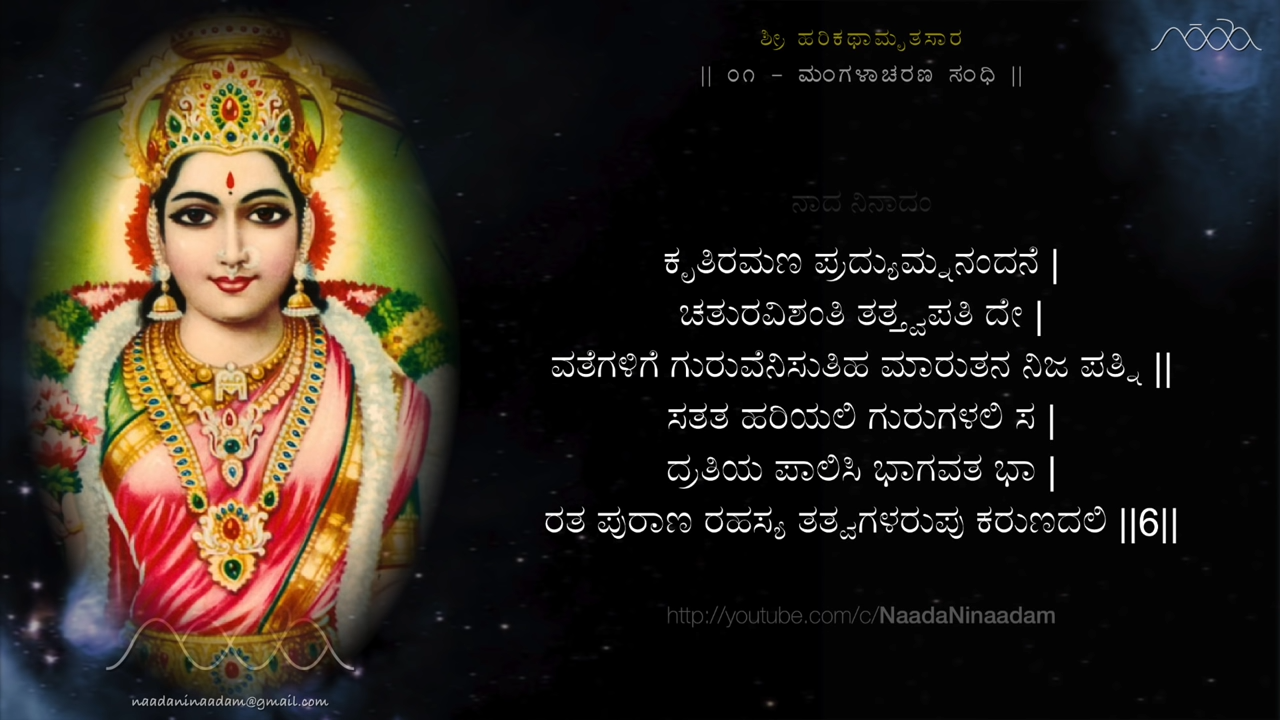 ಶ್ರೀ ಹರಿಕಥಾಮೃತಸಾರ
|| ೦೧ – ಮಂಗಳಾಚರಣ ಸಂಧಿ ||
ನಾದ
ನಾದ ನಿನಾದಂ
ಕೃತಿರಮಣ ಪ್ರದ್ಯುಮ್ನನಂದನೆ |
ಚತುರವಿಶಂತಿ ತತ್ತ್ವಪತಿ ದೇ |
ವತೆಗಳಿಗೆ ಗುರುವೆನಿಸುತಿಹ ಮಾರುತನ ನಿಜ ಪತ್ನಿ ||
ಸತತ ಹರಿಯಲಿ ಗುರುಗಳಲಿ ಸ |
ದ್ರತಿಯ ಪಾಲಿಸಿ ಭಾಗವತ ಭಾ |
ರತ ಪುರಾಣ ರಹಸ್ಯ ತತ್ವಗಳರುಪು ಕರುಣದಲಿ ||6||
http://youtube.com/c/NaadaNinaadam
naadaninaadam@gmail.com